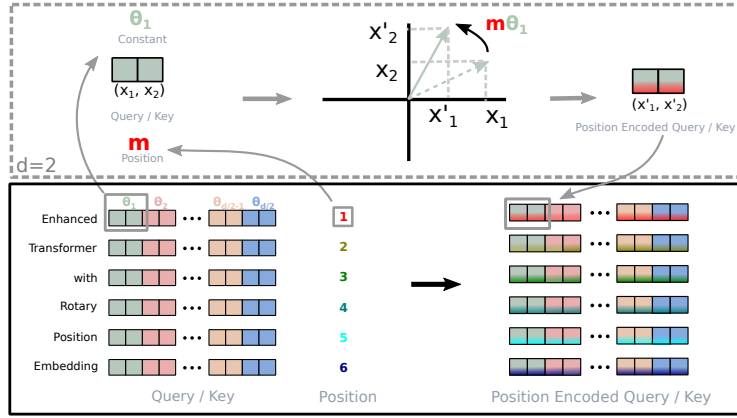 θ1
Constant
(x1, x2)
Query / Key
m
Position
d=2
x'2
x2
x'1
x1
mθ1
(x'1, x'2)
Position Encoded Query / Key
θ1 θ2 θd/2-1 θd/2
Enhanced 1
Transformer 2
with 3
Rotary 4
Position 5
Embedding 6
Query / Key Position Position Encoded Query / Key